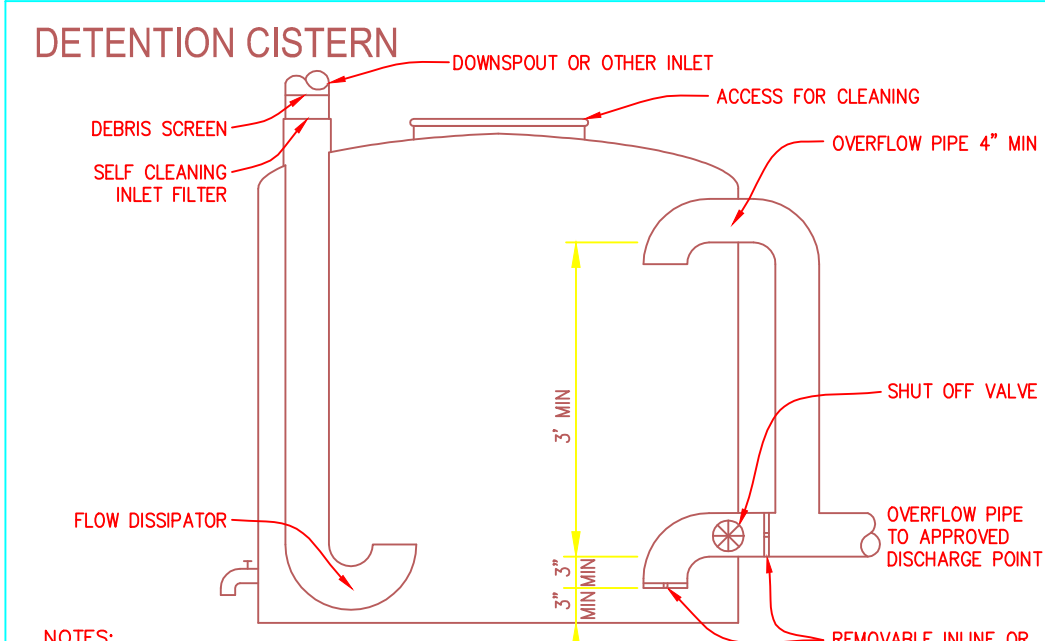 DETENTION CISTERN
DOWNSPOUT OR OTHER INLET
ACCESS FOR CLEANING
DEBRIS SCREEN
OVERFLOW PIPE 4" MIN
SELF CLEANING
INLET FILTER
3' MIN
SHUT OFF VALVE
FLOW DISSIPATOR
OVERFLOW PIPE
TO APPROVED
DISCHARGE POINT
3"
MIN
3"
MIN
NOTES:
REMOVABLE INLINE OR